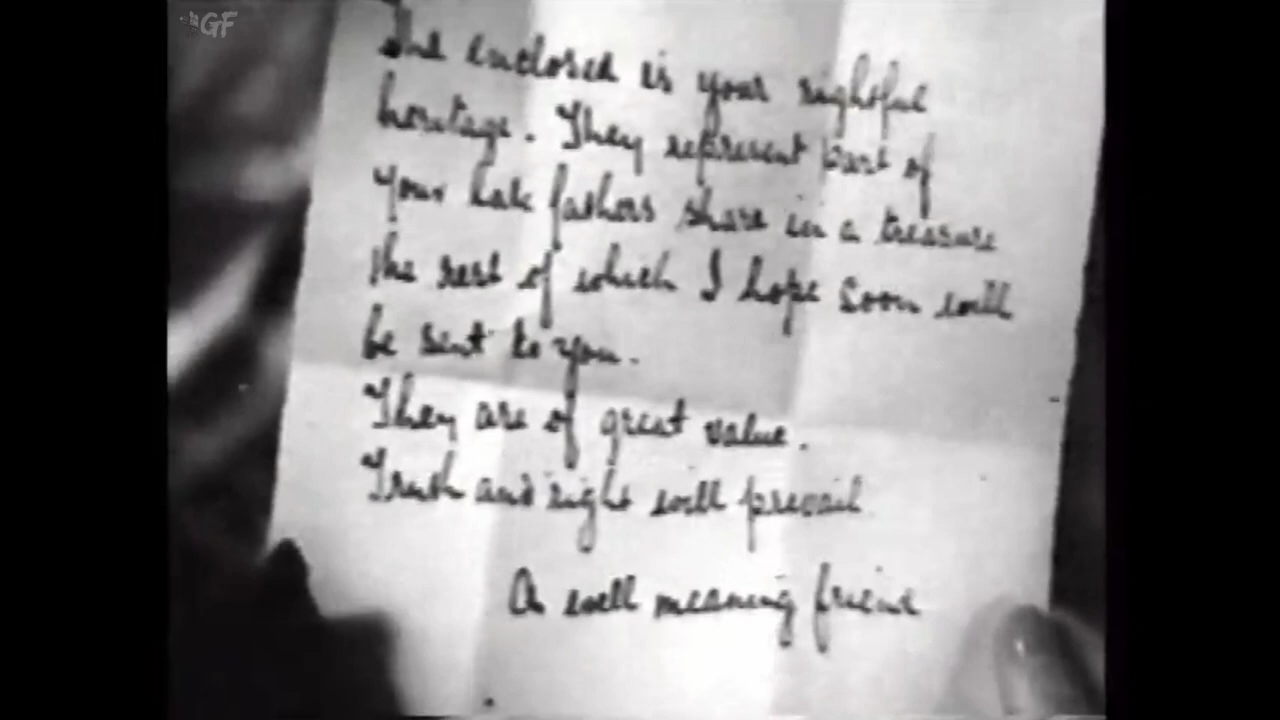 GF
The enclosed is your rightful
heritage. They represent part of
your late fathers share in a treasure
the rest of which I hope soon will
be sent to you.
They are of great value.
Truth and right will prevail
A well meaning friend